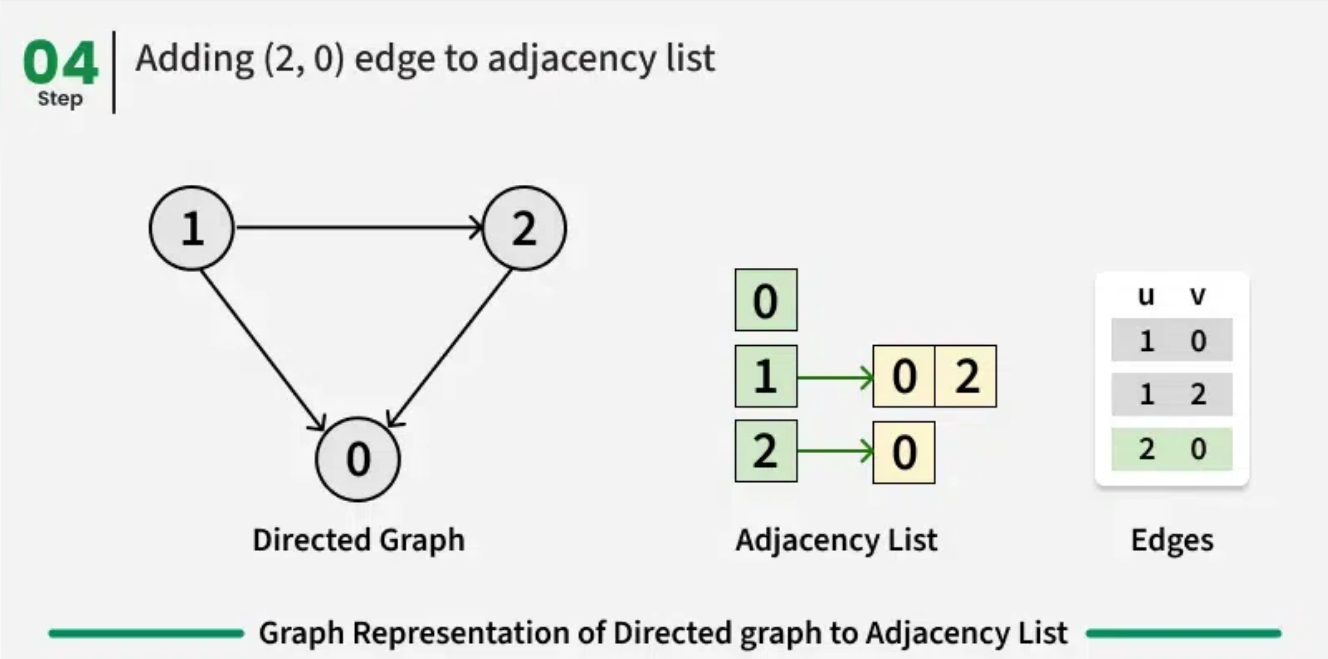 04
Step
Adding (2, 0) edge to adjacency list
1
2
0
Directed Graph
0
1 0 2
2 0
Adjacency List
u v
1 0
1 2
2 0
Edges
Graph Representation of Directed graph to Adjacency List